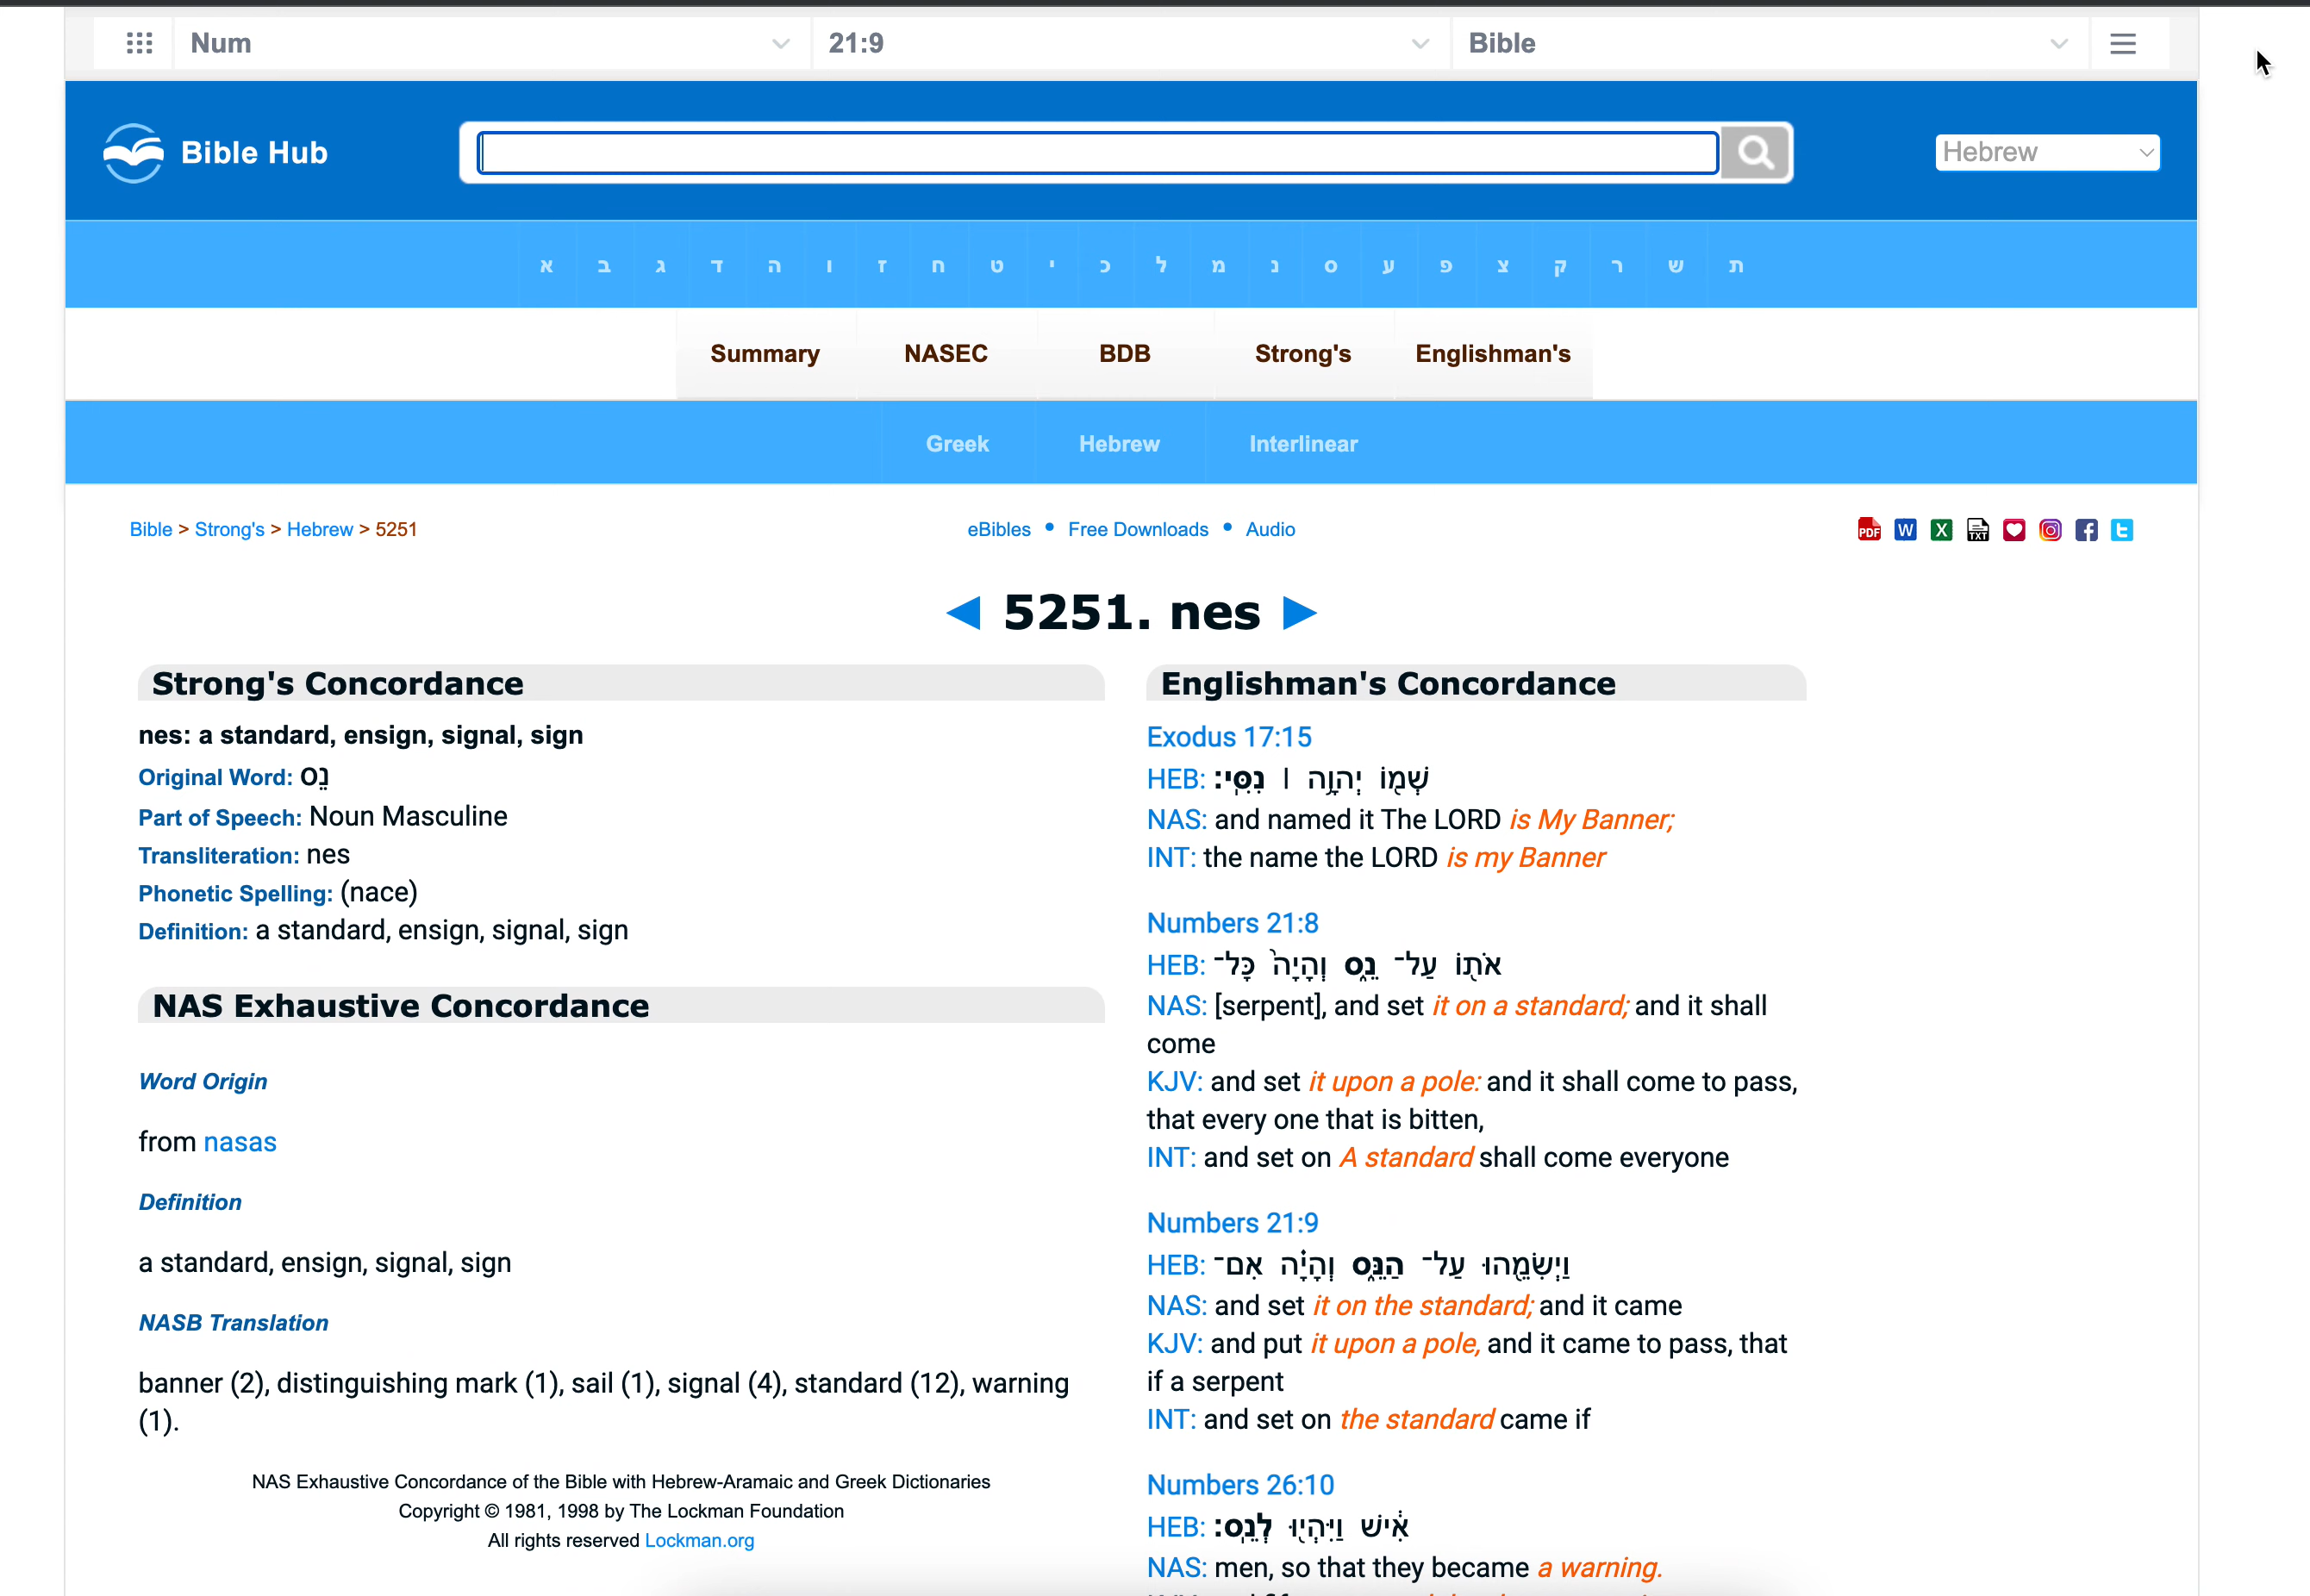 Num
21:9
Bible
Bible Hub
Hebrew
א ב ג ד ה ו ז ח ט י כ ל מ נ ס ע פ צ ק ר ש ת
Summary NASEC BDB Strong's Englishman's
Greek Hebrew Interlinear
Bible > Strong's > Hebrew > 5251
eBibles • Free Downloads • Audio
◄ 5251. nes ►
Strong's Concordance
nes: a standard, ensign, signal, sign
Original Word: נֵס
Part of Speech: Noun Masculine
Transliteration: nes
Phonetic Spelling: (nace)
Definition: a standard, ensign, signal, sign
NAS Exhaustive Concordance
Word Origin
from nasas
Definition
a standard, ensign, signal, sign
NASB Translation
banner (2), distinguishing mark (1), sail (1), signal (4), standard (12), warning
(1).
NAS Exhaustive Concordance of the Bible with Hebrew-Aramaic and Greek Dictionaries
Copyright © 1981, 1998 by The Lockman Foundation
All rights reserved Lockman.org
Englishman's Concordance
Exodus 17:15
HEB: שְׁמ֖וֹ יְהוָ֥ה ׀ נִסִּֽי׃
NAS: and named it The LORD is My Banner;
INT: the name the LORD is my Banner
Numbers 21:8
HEB: אֹת֖וֹ עַל־ נֵ֑ס וְהָיָה֙ כָּל־
NAS: [serpent], and set it on a standard; and it shall
come
KJV: and set it upon a pole: and it shall come to pass,
that every one that is bitten,
INT: and set on A standard shall come everyone
Numbers 21:9
HEB: וַיְשִׂמֵ֖הוּ עַל־ הַנֵּ֑ס וְהָיָ֗ה אִם־
NAS: and set it on the standard; and it came
KJV: and put it upon a pole, and it came to pass, that
if a serpent
INT: and set on the standard came if
Numbers 26:10
HEB: אִ֔ישׁ וַיִּהְי֖וּ לְנֵֽס׃
NAS: men, so that they became a warning.